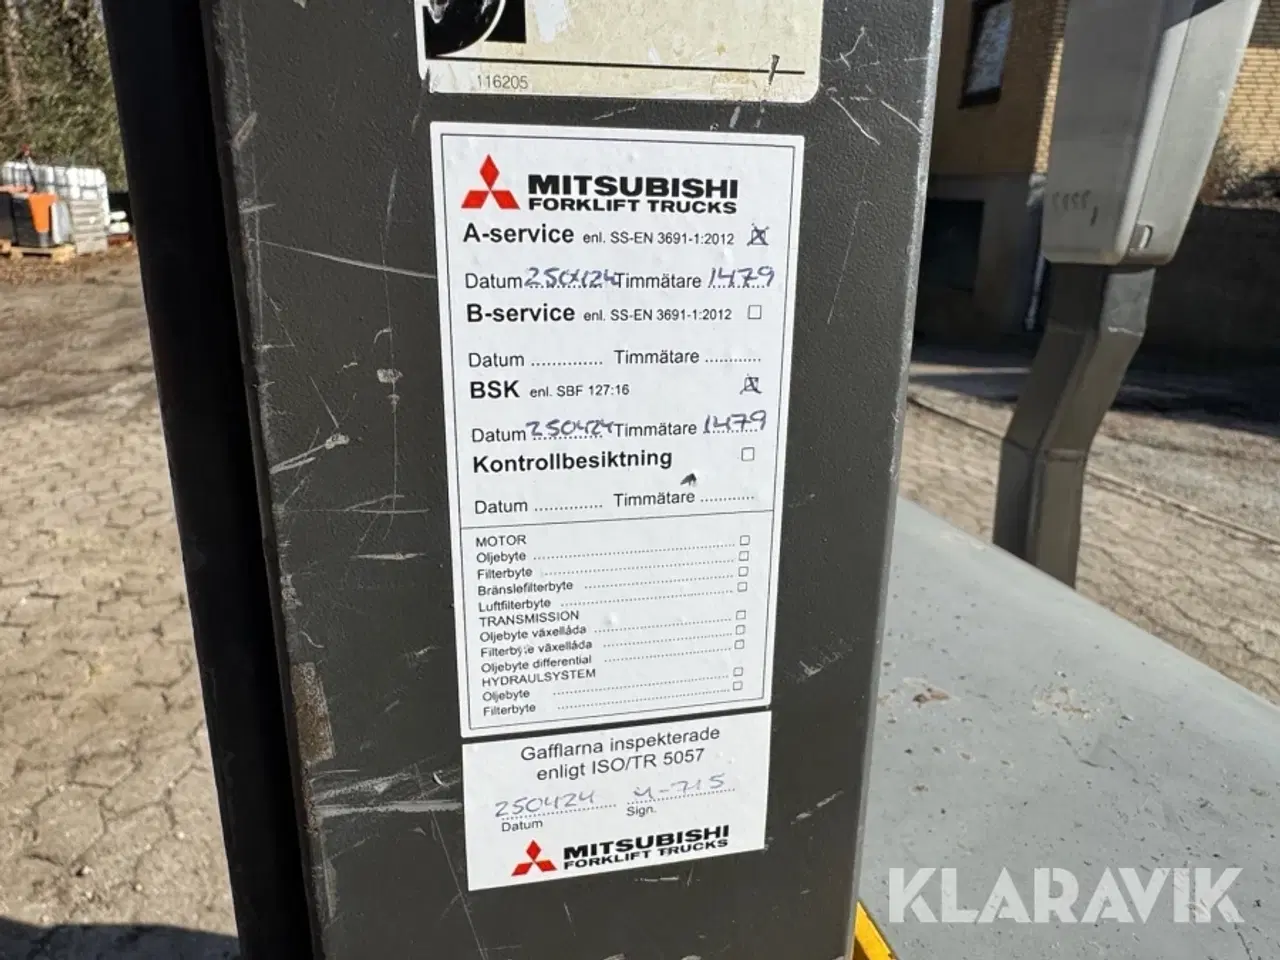 116205
MITSUBISHI
FORKLIFT TRUCKS
A-service enl. SS-EN 3691-1:2012
Datum 250424 Timmätare 1479
B-service enl. SS-EN 3691-1:2012
Datum .............. Timmätare ............
BSK enl. SBF 127:16
Datum 250424 Timmätare 1479
Kontrollbesiktning
Datum .............. Timmätare ............
MOTOR
Oljebyte
Filterbyte
Bränslefilterbyte
Luftfilterbyte
TRANSMISSION
Oljebyte växellåda
Filterbyte växellåda
Oljebyte differential
HYDRAULSYSTEM
Oljebyte
Filterbyte
Gafflarna inspekterade
enligt ISO/TR 5057
250424 4-715
Datum Sign.
MITSUBISHI
FORKLIFT TRUCKS
KLARAVIK